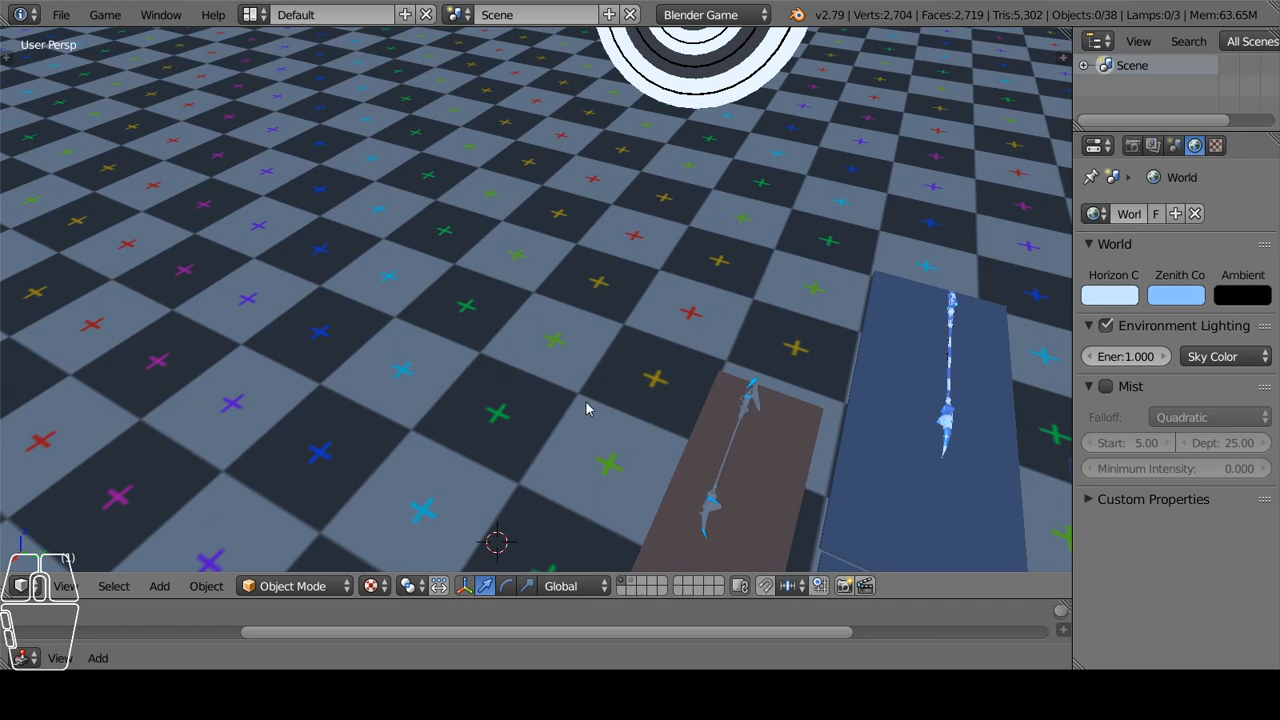 File Game Window Help Default Scene Blender Game v2.79 | Verts:2,704 | Faces:2,719 | Tris:5,302 | Objects:0/38 | Lamps:0/3 | Mem:63.65M
User Persp
View Search All Scenes
Scene
World
Worl F
World
Horizon C Zenith Co Ambient
Environment Lighting
Ener:1.000 Sky Color
Mist
Falloff: Quadratic
Start: 5.00 Dept: 25.00
Minimum Intensity: 0.000
Custom Properties
(1)
View Select Add Object Object Mode Global
View Add